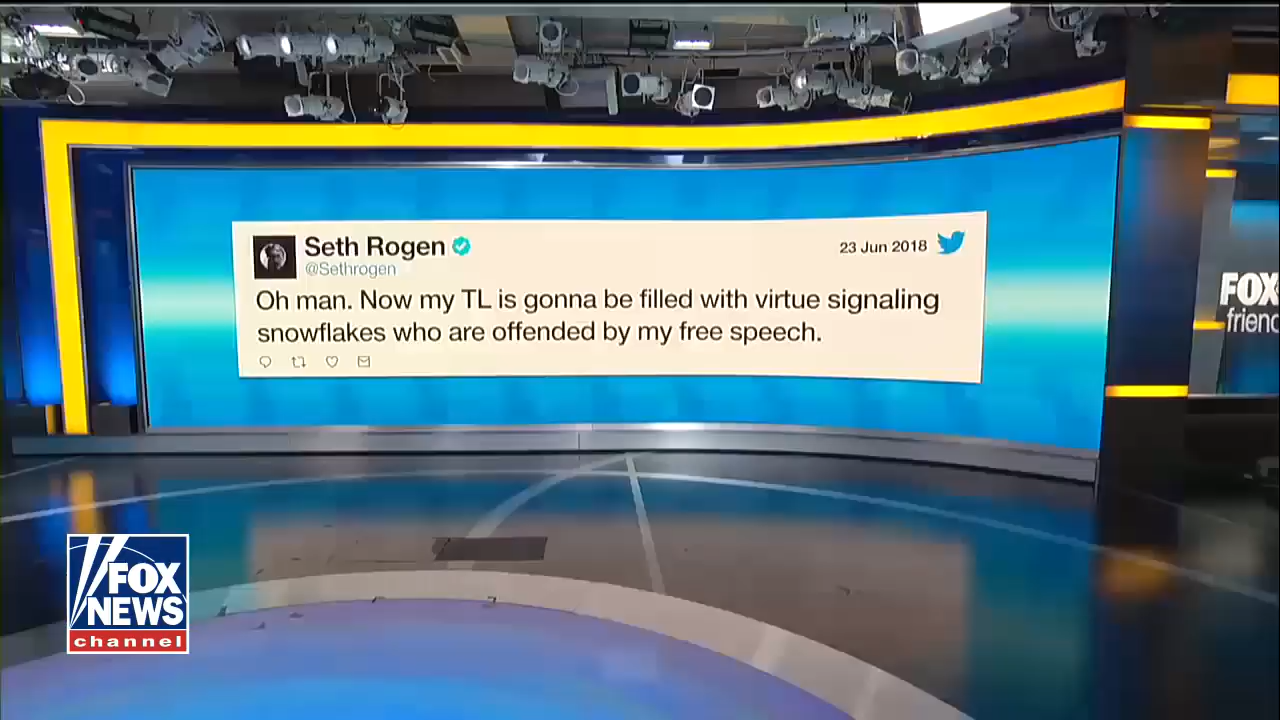 Seth Rogen
23 Jun 2018
@Sethrogen
Oh man. Now my TL is gonna be filled with virtue signaling
snowflakes who are offended by my free speech.
FOX
friend
FOX
NEWS
channel